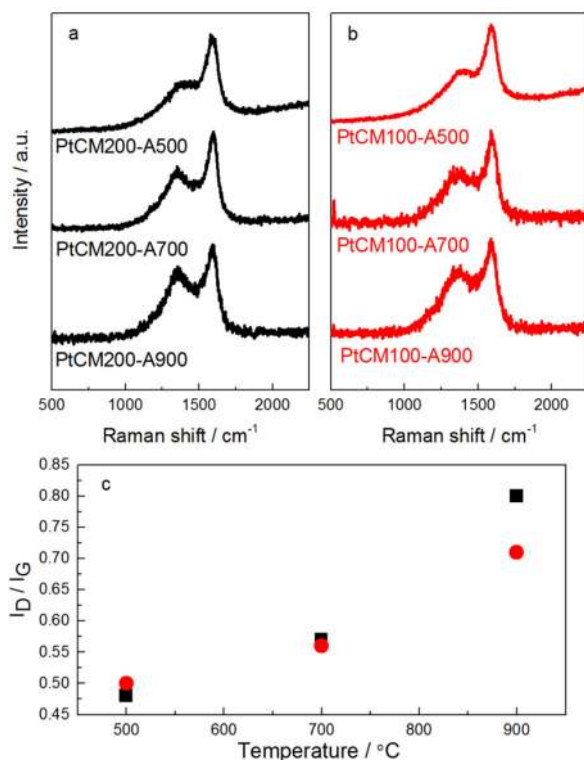 a
PtCM200-A500
PtCM200-A700
PtCM200-A900
Intensity / a.u.
500 1000 1500 2000
Raman shift / cm⁻¹
b
PtCM100-A500
PtCM100-A700
PtCM100-A900
500 1000 1500 2000
Raman shift / cm⁻¹
c
0.85
0.80
0.75
0.70
0.65
0.60
0.55
0.50
0.45
I_D / I_G
500 600 700 800 900
Temperature / °C